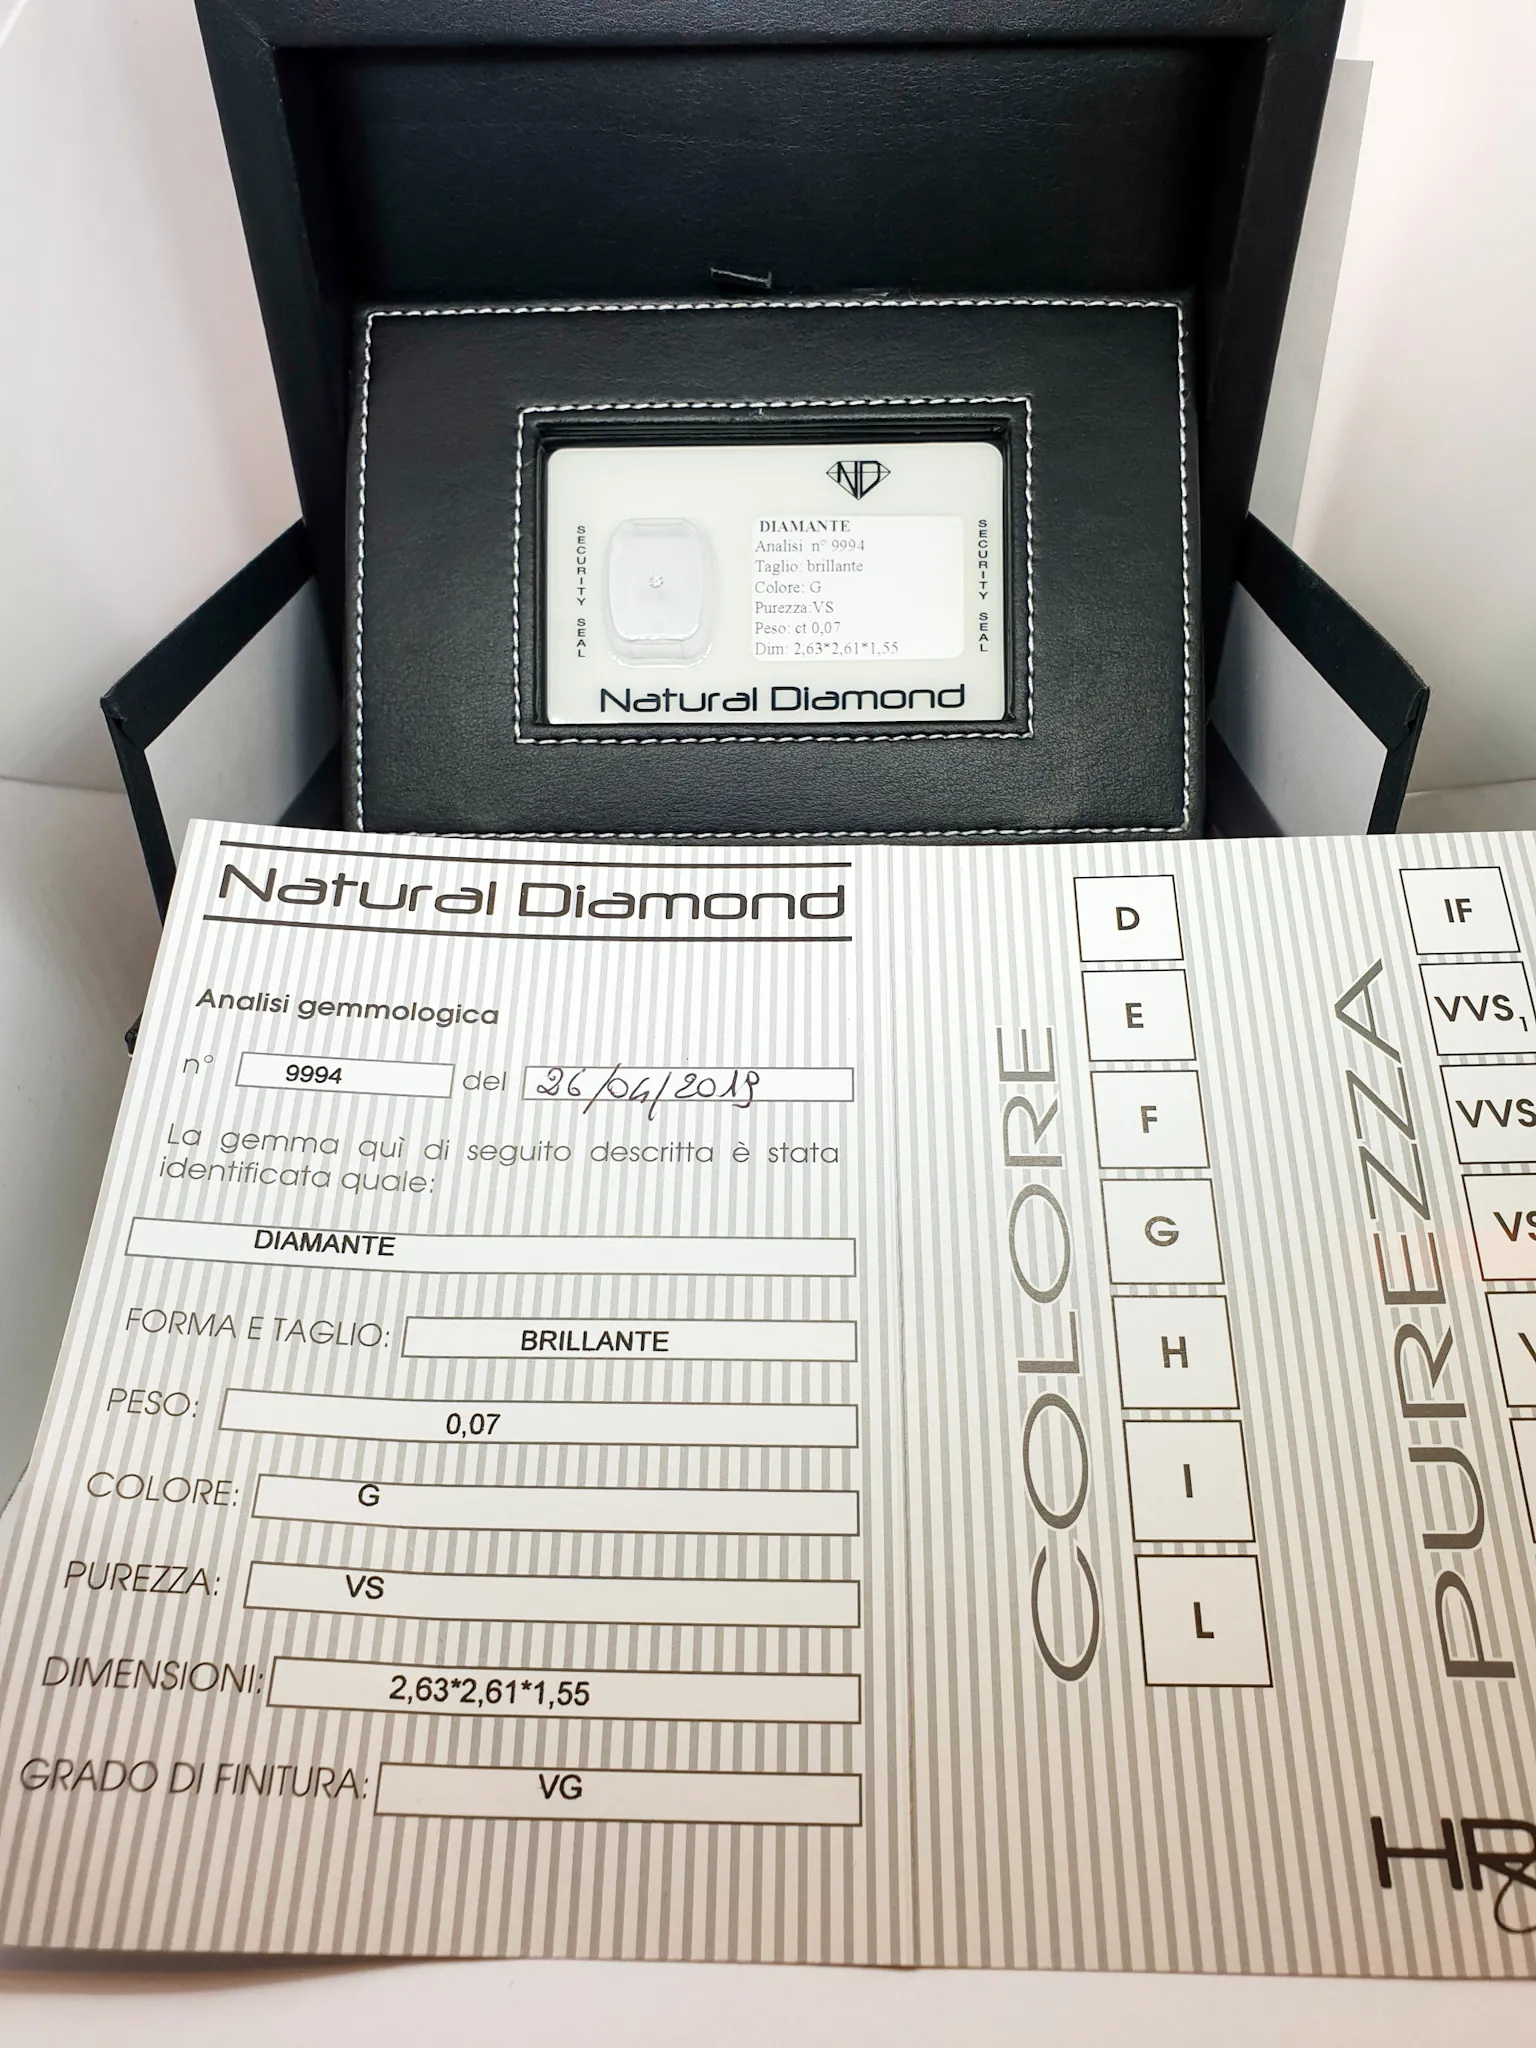 ND
SECURITY SEAL
DIAMANTE
Analisi n° 9994
Taglio: brillante
Colore: G
Purezza:VS
Peso: ct 0,07
Dim: 2,63*2,61*1,55
SECURITY SEAL
Natural Diamond
Natural Diamond
Analisi gemmologica
n° 9994 del 26/04/2019
La gemma quì di seguito descritta è stata
identificata quale:
DIAMANTE
FORMA E TAGLIO: BRILLANTE
PESO: 0,07
COLORE: G
PUREZZA: VS
DIMENSIONI: 2,63*2,61*1,55
GRADO DI FINITURA: VG
COLORE
D
E
F
G
H
I
L
PUREZZA
IF
VVS1
VVS
VS